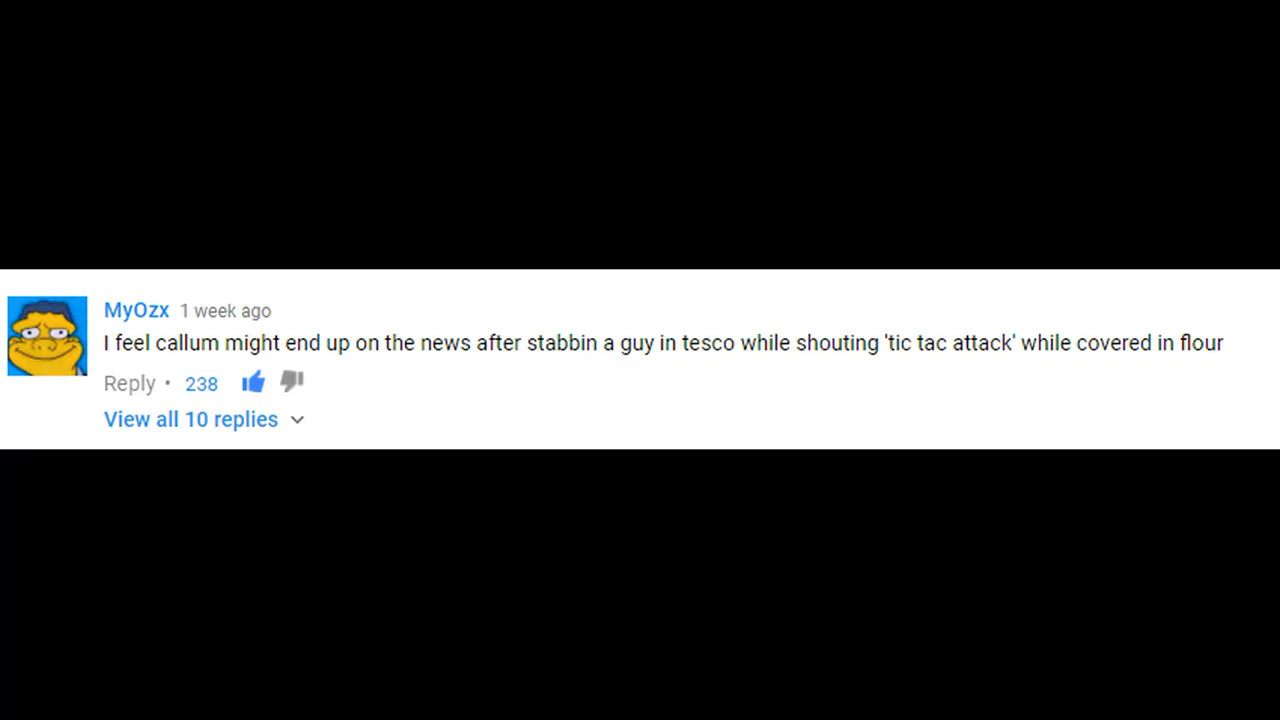 MyOzx 1 week ago
I feel callum might end up on the news after stabbin a guy in tesco while shouting 'tic tac attack' while covered in flour
Reply • 238
View all 10 replies